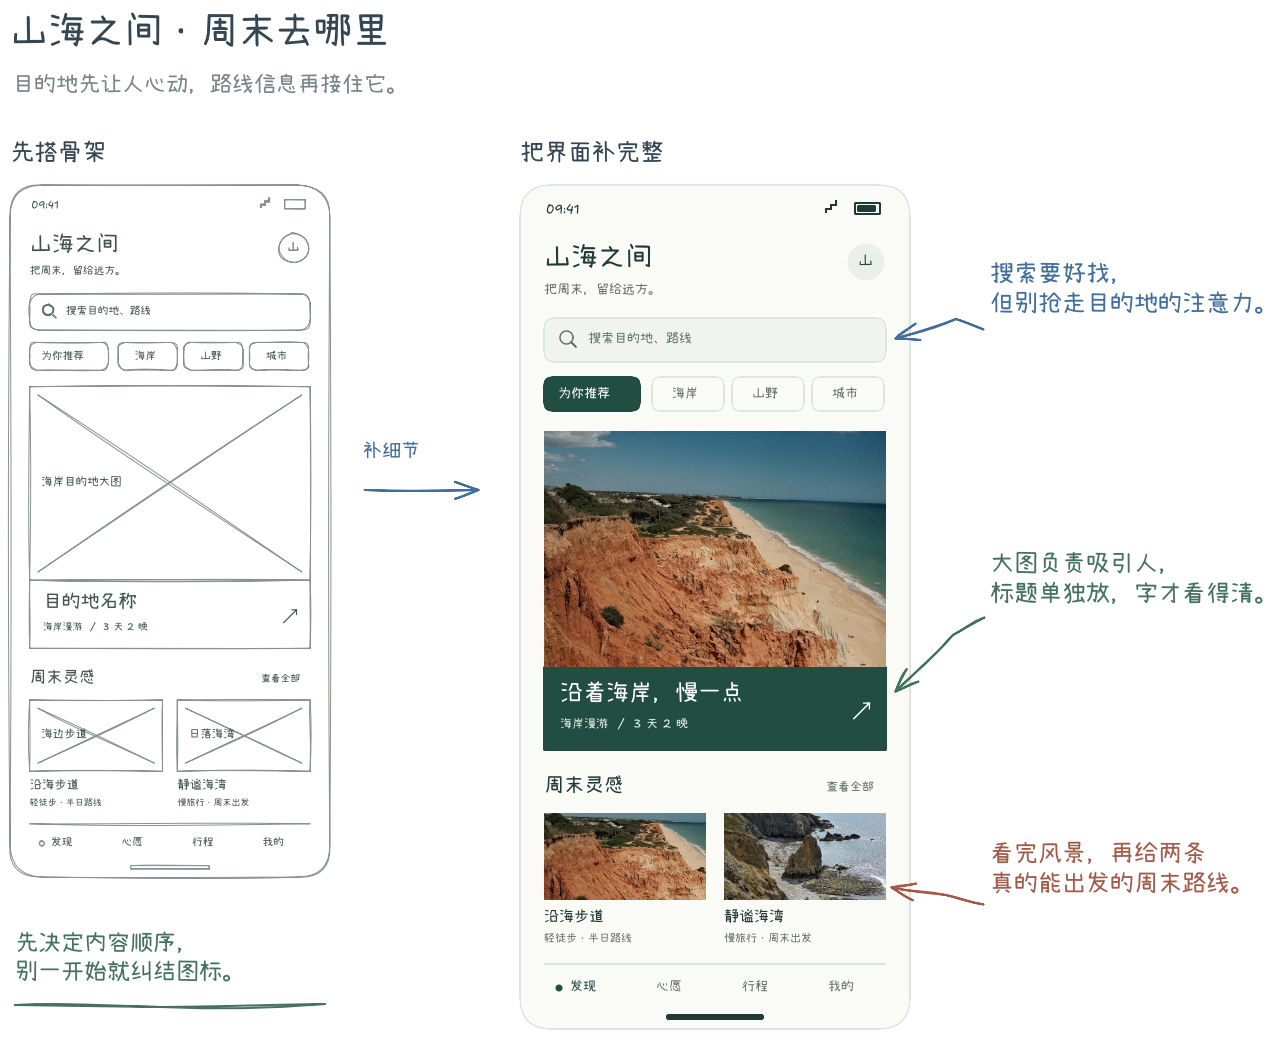 山海之间 · 周末去哪里
目的地先让人心动，路线信息再接住它。
先搭骨架
09:41
山海之间
山
把周末，留给远方。
搜索目的地、路线
为你推荐
海岸
山野
城市
海岸目的地大图
目的地名称
海岸漫游 / 3 天 2 晚
周末灵感
查看全部
海边步道
日落海湾
沿海步道
静谧海湾
轻徒步 · 半日路线
慢旅行 · 周末出发
发现
心愿
行程
我的
先决定内容顺序，
别一开始就纠结图标。
补细节
把界面补完整
09:41
山海之间
山
把周末，留给远方。
搜索目的地、路线
为你推荐
海岸
山野
城市
沿着海岸，慢一点
海岸漫游 / 3 天 2 晚
周末灵感
查看全部
沿海步道
静谧海湾
轻徒步 · 半日路线
慢旅行 · 周末出发
发现
心愿
行程
我的
搜索要好找，
但别抢走目的地的注意力。
大图负责吸引人，
标题单独放，字才看得清。
看完风景，再给两条
真的能出发的周末路线。